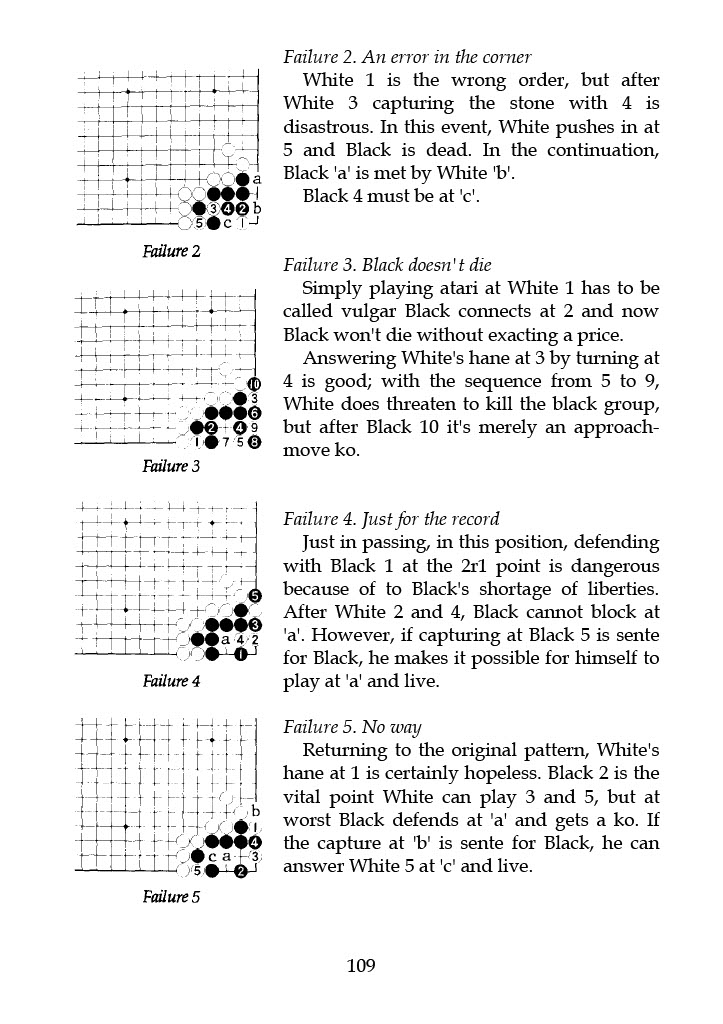 Failure 2. An error in the corner
White 1 is the wrong order, but after
White 3 capturing the stone with 4 is
disastrous. In this event, White pushes in at
5 and Black is dead. In the continuation,
Black 'a' is met by White 'b'.
Black 4 must be at 'c'.
a
3 4 2 b
5 c 1
Failure 2
Failure 3. Black doesn't die
Simply playing atari at White 1 has to be
called vulgar Black connects at 2 and now
Black won't die without exacting a price.
Answering White's hane at 3 by turning at
4 is good; with the sequence from 5 to 9,
White does threaten to kill the black group,
but after Black 10 it's merely an approach-
move ko.
10
3
6
2 4 9
1 7 5 8
Failure 3
Failure 4. Just for the record
Just in passing, in this position, defending
with Black 1 at the 2r1 point is dangerous
because of to Black's shortage of liberties.
After White 2 and 4, Black cannot block at
'a'. However, if capturing at Black 5 is sente
for Black, he makes it possible for himself to
play at 'a' and live.
5
3
a 4 2
1
Failure 4
Failure 5. No way
Returning to the original pattern, White's
hane at 1 is certainly hopeless. Black 2 is the
vital point White can play 3 and 5, but at
worst Black defends at 'a' and gets a ko. If
the capture at 'b' is sente for Black, he can
answer White 5 at 'c' and live.
b
1
4
c a 3
5 2
Failure 5
109